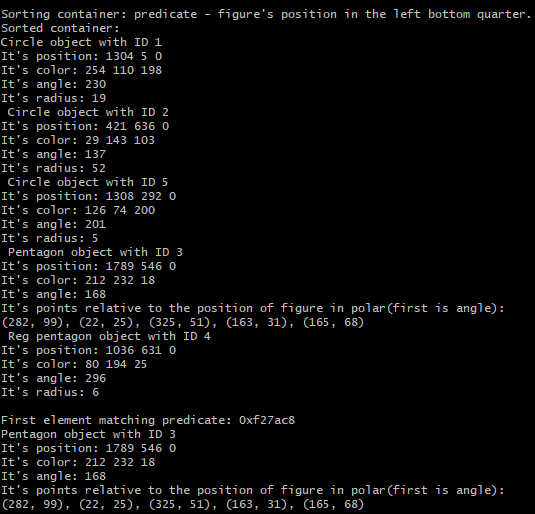 Sorting container: predicate - figure's position in the left bottom quarter.
Sorted container:
Circle object with ID 1
It's position: 1304 5 0
It's color: 254 110 198
It's angle: 230
It's radius: 19
Circle object with ID 2
It's position: 421 636 0
It's color: 29 143 103
It's angle: 137
It's radius: 52
Circle object with ID 5
It's position: 1308 292 0
It's color: 126 74 200
It's angle: 201
It's radius: 5
Pentagon object with ID 3
It's position: 1789 546 0
It's color: 212 232 18
It's angle: 168
It's points relative to the position of figure in polar(first is angle):
(282, 99), (22, 25), (325, 51), (163, 31), (165, 68)
Reg pentagon object with ID 4
It's position: 1036 631 0
It's color: 80 194 25
It's angle: 296
It's radius: 6
First element matching predicate: 0xf27ac8
Pentagon object with ID 3
It's position: 1789 546 0
It's color: 212 232 18
It's angle: 168
It's points relative to the position of figure in polar(first is angle):
(282, 99), (22, 25), (325, 51), (163, 31), (165, 68)